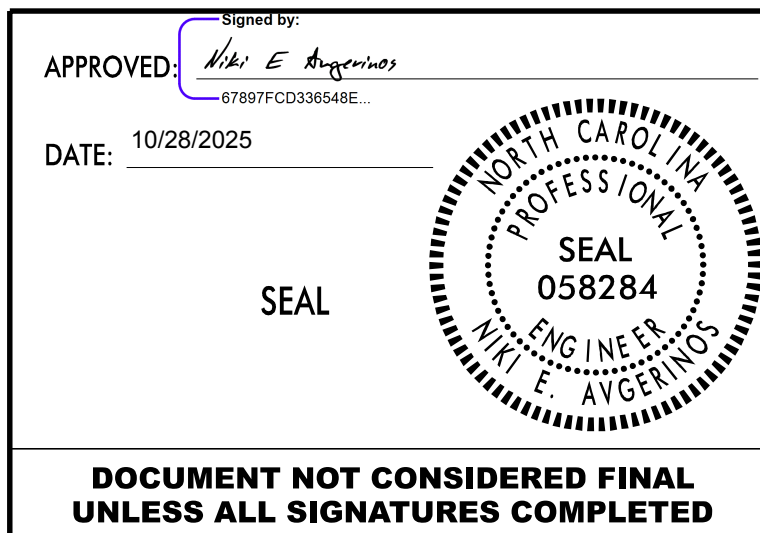 Signed by:
APPROVED: Niki E Avgerinos
67897FCD336548E...
DATE: 10/28/2025
SEAL
NORTH CAROLINA
PROFESSIONAL
SEAL
058284
ENGINEER
NIKI E. AVGERINOS
DOCUMENT NOT CONSIDERED FINAL
UNLESS ALL SIGNATURES COMPLETED